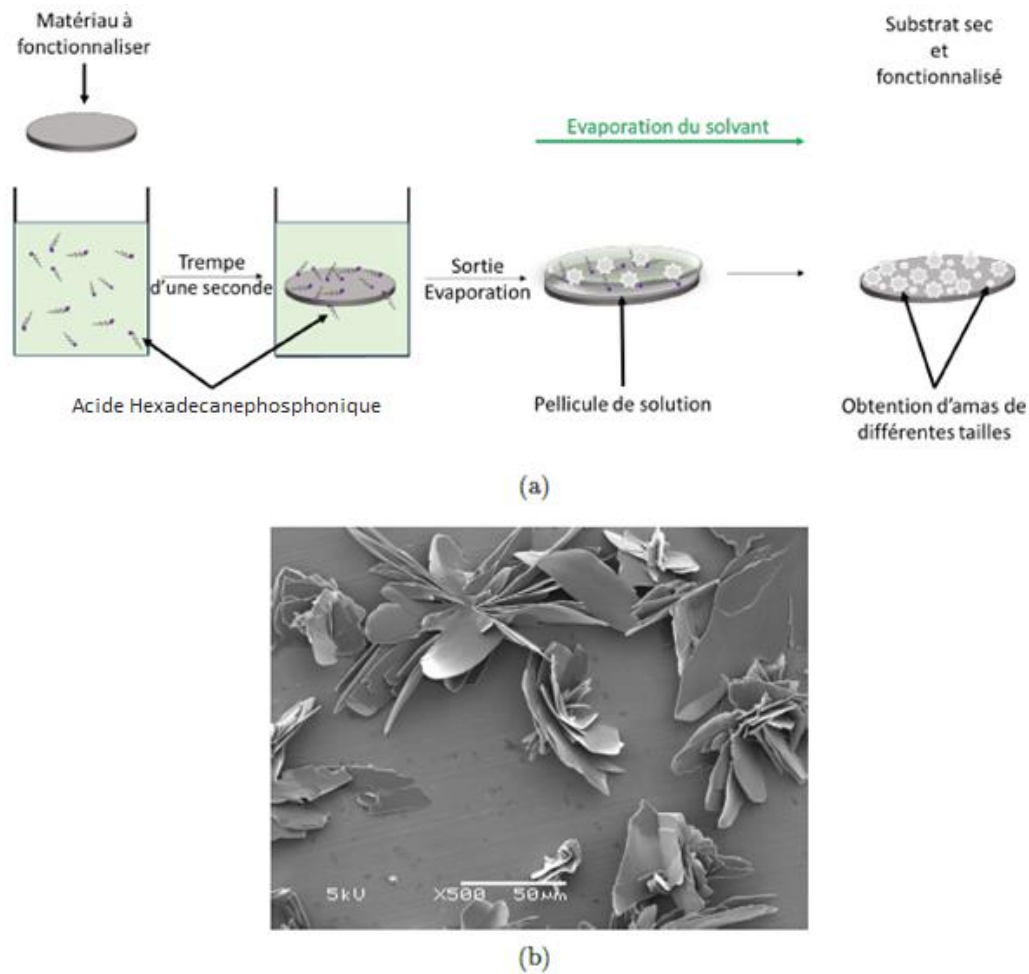 Matériau à
fonctionnaliser
Substrat sec
et
fonctionnalisé
Evaporation du solvant
Trempe
d'une seconde
Sortie
Evaporation
Acide Hexadecanephosphonique
Pellicule de solution
Obtention d'amas de
différentes tailles
(a)
5kV X500 50μm
(b)